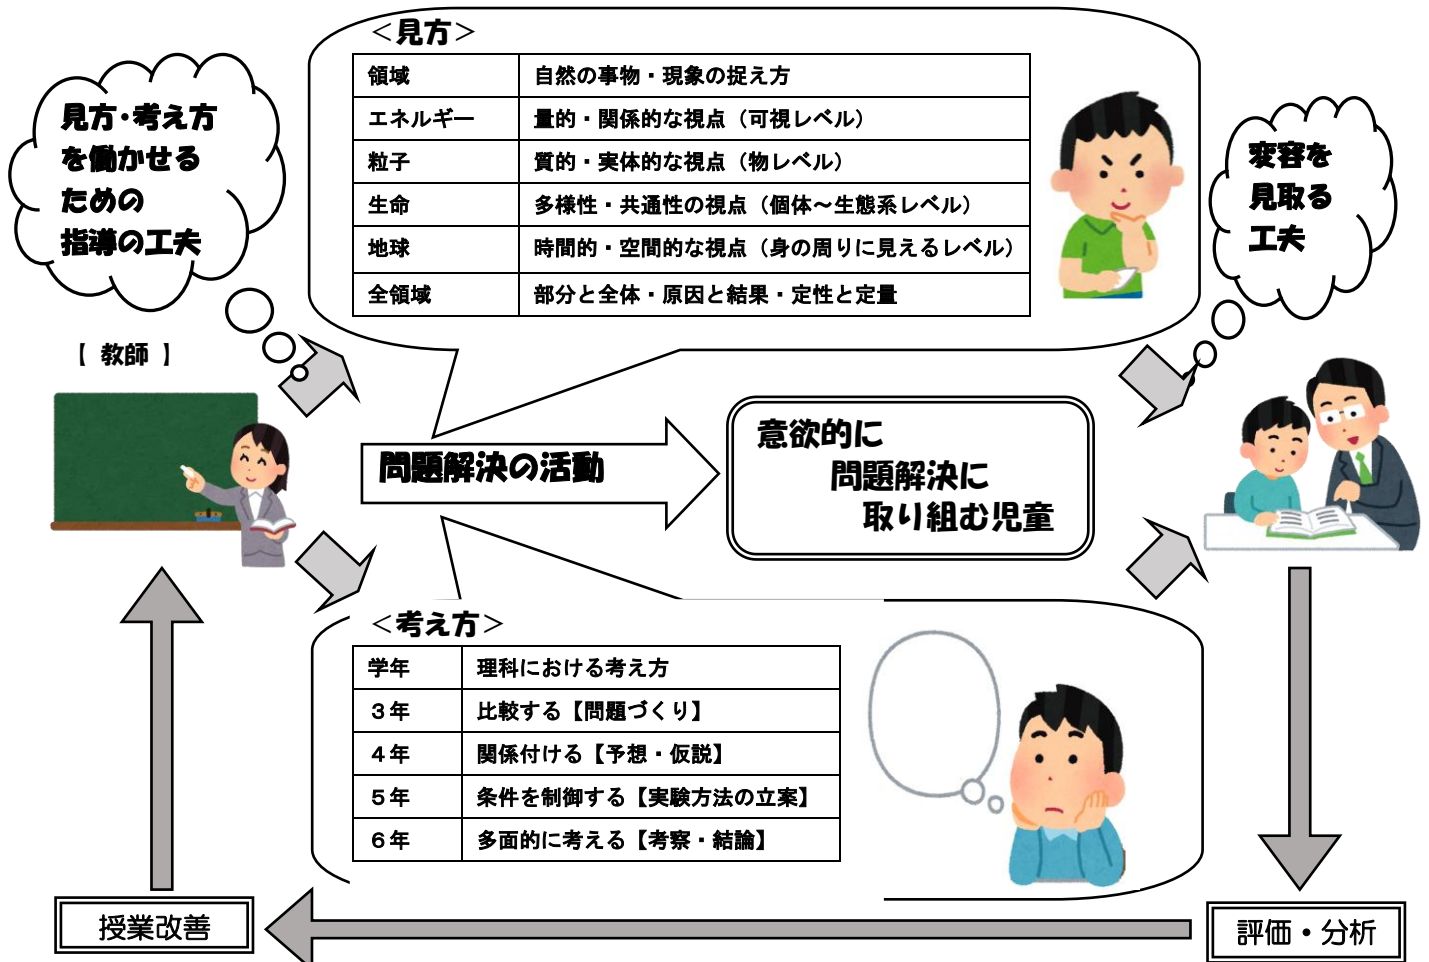 ＜見方＞
領域 自然の事物・現象の捉え方
エネルギー 量的・関係的な視点（可視レベル）
粒子 質的・実体的な視点（物レベル）
生命 多様性・共通性の視点（個体～生態系レベル）
地球 時間的・空間的な視点（身の周りに見えるレベル）
全領域 部分と全体・原因と結果・定性と定量
見方・考え方
を働かせる
ための
指導の工夫
変容を
見取る
工夫
【 教師 】
問題解決の活動
意欲的に
問題解決に
取り組む児童
＜考え方＞
学年 理科における考え方
３年 比較する【問題づくり】
４年 関係付ける【予想・仮説】
５年 条件を制御する【実験方法の立案】
６年 多面的に考える【考察・結論】
授業改善
評価・分析